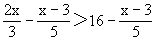 2x/3 − (x−3)/5 > 16 − (x−3)/5